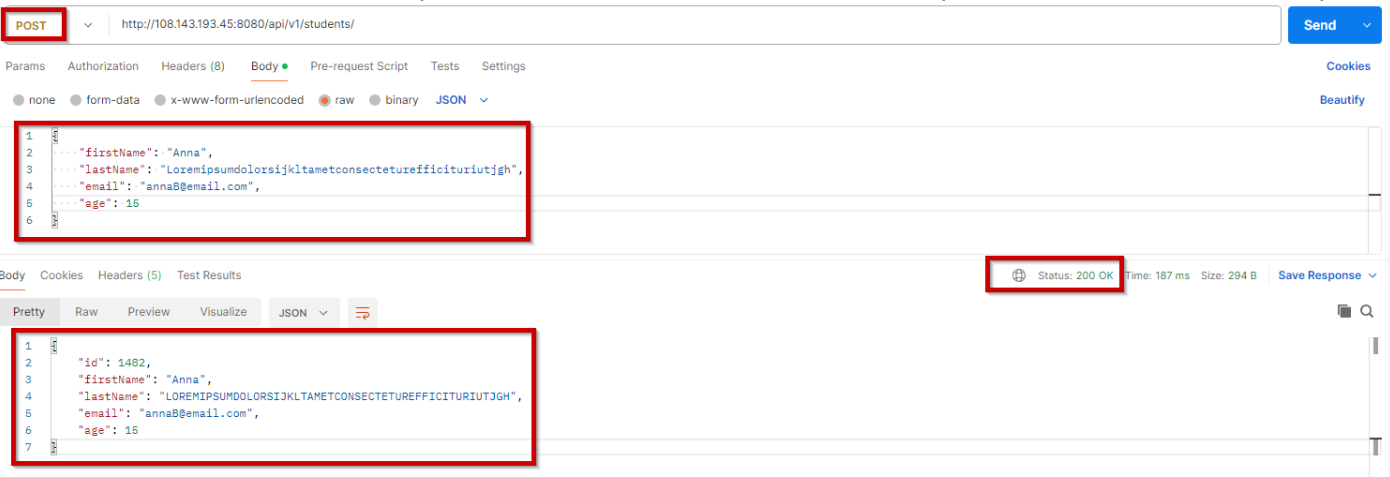 POST http://108.143.193.45:8080/api/v1/students/ Send
Params Authorization Headers (8) Body Pre-request Script Tests Settings Cookies
none form-data x-www-form-urlencoded raw binary JSON Beautify
1 {
2 "firstName": "Anna",
3 "lastName": "Loremipsumdolorsijkltametconsecteturefficituriutjgh",
4 "email": "annaB@email.com",
5 "age": 15
6 }
Body Cookies Headers (5) Test Results Status: 200 OK Time: 187 ms Size: 294 B Save Response
Pretty Raw Preview Visualize JSON
1 {
2 "id": 1482,
3 "firstName": "Anna",
4 "lastName": "LOREMIPSUMDOLORSIJKLTAMETCONSECTETUREFFICITURIUTJGH",
5 "email": "annaB@email.com",
6 "age": 15
7 }